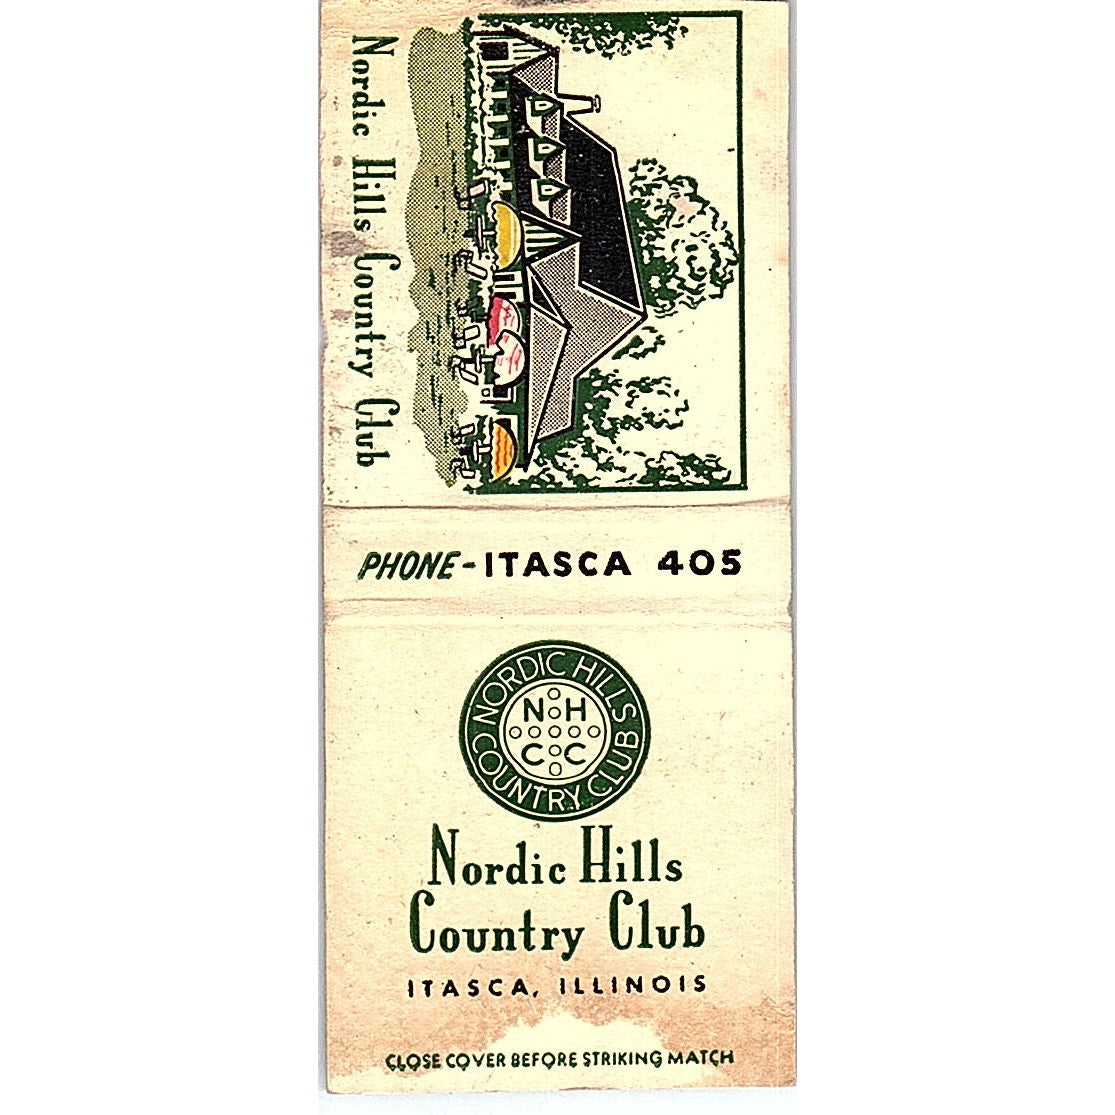 Nordic Hills Country Club
PHONE-ITASCA 405
NORDIC HILLS
COUNTRY CLUB
N H
C C
Nordic Hills
Country Club
ITASCA, ILLINOIS
CLOSE COVER BEFORE STRIKING MATCH